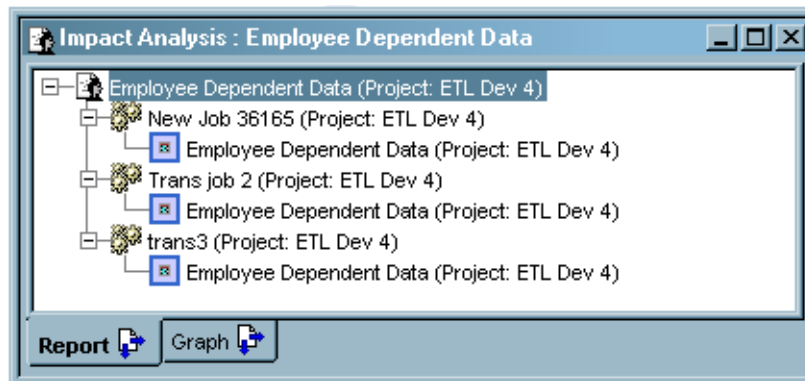 Impact Analysis : Employee Dependent Data
Employee Dependent Data (Project: ETL Dev 4)
New Job 36165 (Project: ETL Dev 4)
Employee Dependent Data (Project: ETL Dev 4)
Trans job 2 (Project: ETL Dev 4)
Employee Dependent Data (Project: ETL Dev 4)
trans3 (Project: ETL Dev 4)
Employee Dependent Data (Project: ETL Dev 4)
Report Graph